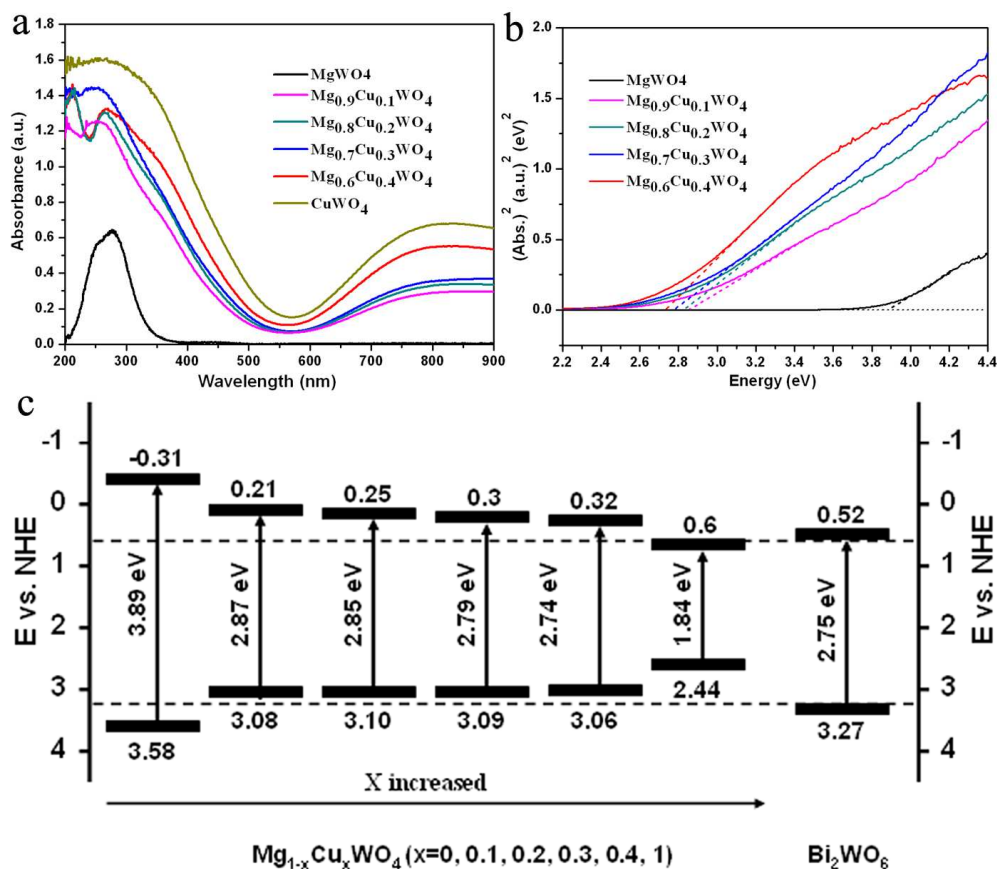 a
1.8
1.6
1.4
1.2
1.0
0.8
0.6
0.4
0.2
0.0
Absorbance (a.u.)
200 300 400 500 600 700 800 900
Wavelength (nm)
MgWO4
Mg0.9Cu0.1WO4
Mg0.8Cu0.2WO4
Mg0.7Cu0.3WO4
Mg0.6Cu0.4WO4
CuWO4
b
2.0
1.5
1.0
0.5
0.0
(Abs.)² (a.u.)² (eV)²
2.2 2.4 2.6 2.8 3.0 3.2 3.4 3.6 3.8 4.0 4.2 4.4
Energy (eV)
MgWO4
Mg0.9Cu0.1WO4
Mg0.8Cu0.2WO4
Mg0.7Cu0.3WO4
Mg0.6Cu0.4WO4
c
E vs. NHE
-1
0
1
2
3
4
-0.31 0.21 0.25 0.3 0.32 0.6 0.52
3.89 eV 2.87 eV 2.85 eV 2.79 eV 2.74 eV 1.84 eV 2.75 eV
3.58 3.08 3.10 3.09 3.06 2.44 3.27
-1
0
1
2
3
4
E vs. NHE
X increased
Mg1-xCuxWO4 (x=0, 0.1, 0.2, 0.3, 0.4, 1) Bi2WO6